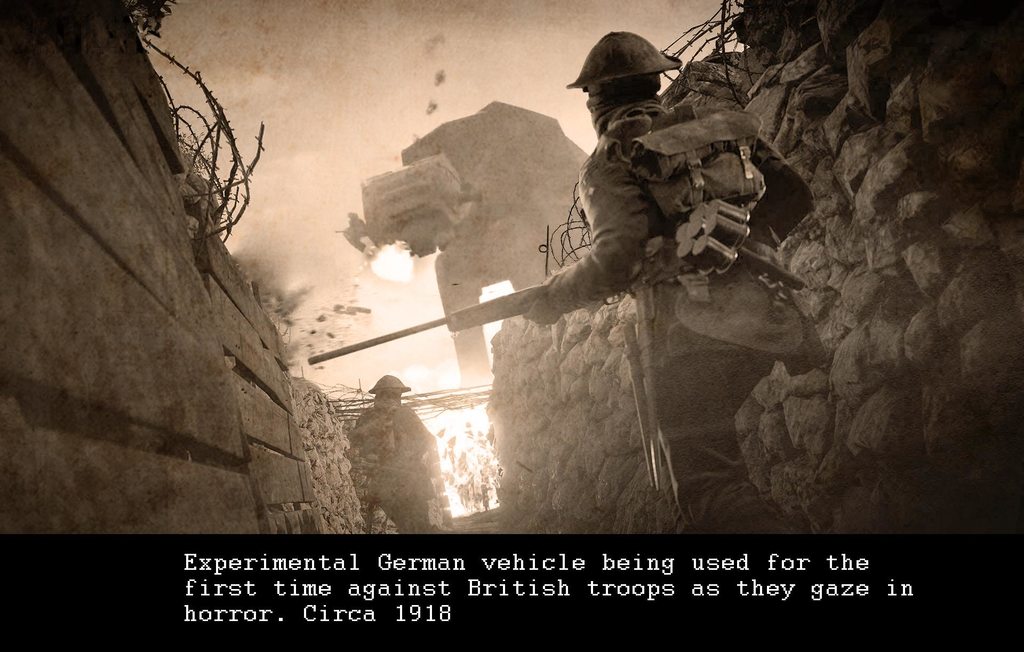 Experimental German vehicle being used for the
first time against British troops as they gaze in
horror. Circa 1918